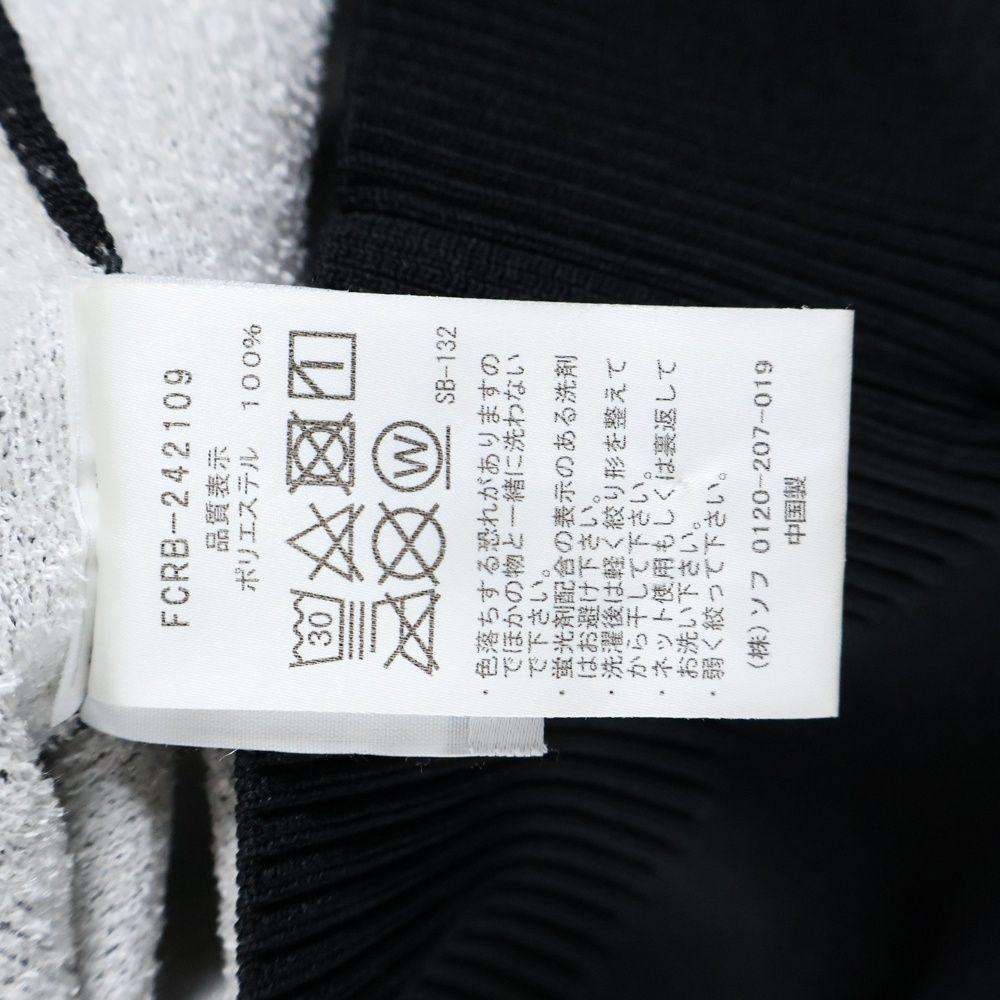 FCRB-242109
品質表示
ポリエステル 100%
30
W
SB-132
・色落ちする恐れがありますの
でほかの物と一緒に洗わない
で下さい。
・蛍光剤配合の表示のある洗剤
はお避け下さい。
・洗濯後は軽く絞り形を整えて
から干して下さい。
・ネット使用もしくは裏返して
お洗い下さい。
・弱く絞って下さい。
(株)ソフ 0120-207-019
中国製